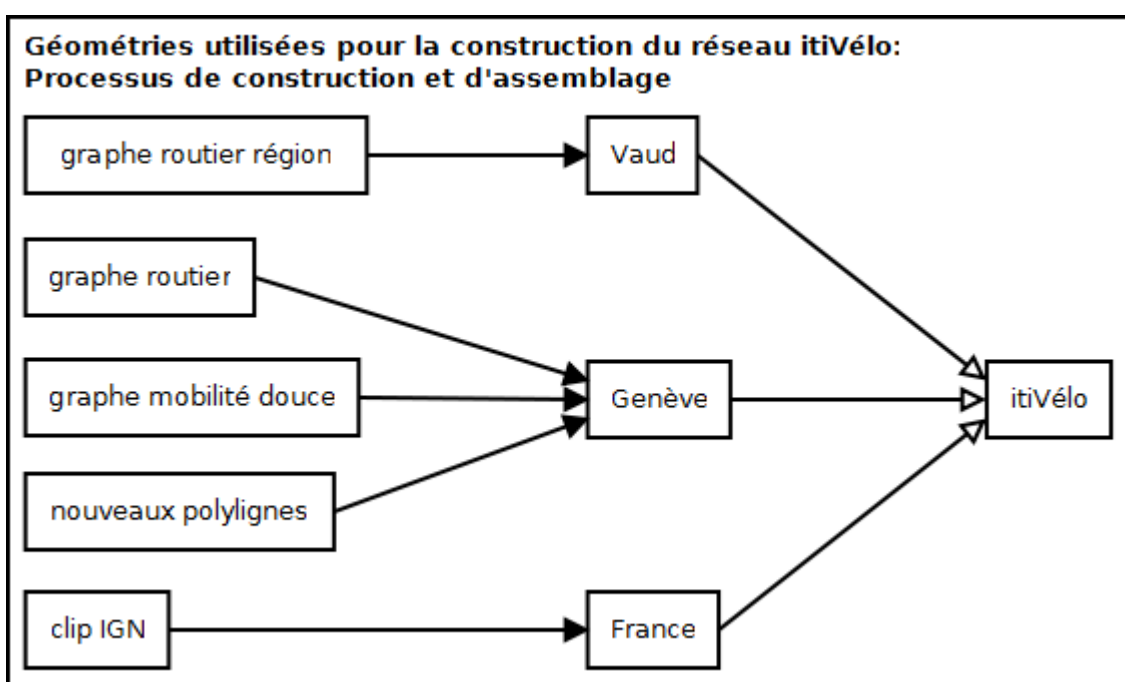 Géométries utilisées pour la construction du réseau itiVélo:
Processus de construction et d'assemblage
graphe routier région
Vaud
graphe routier
graphe mobilité douce
Genève
itiVélo
nouveaux polylignes
clip IGN
France